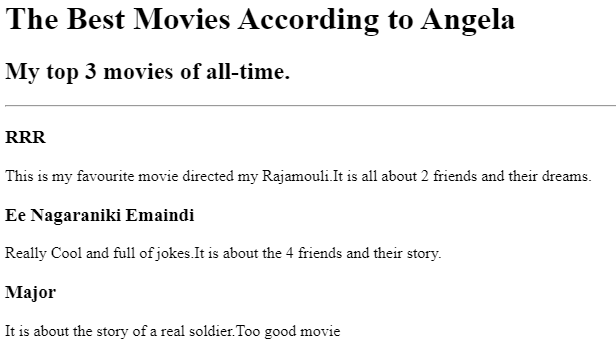 The Best Movies According to Angela
My top 3 movies of all-time.
RRR
This is my favourite movie directed my Rajamouli.It is all about 2 friends and their dreams.
Ee Nagaraniki Emaindi
Really Cool and full of jokes.It is about the 4 friends and their story.
Major
It is about the story of a real soldier.Too good movie